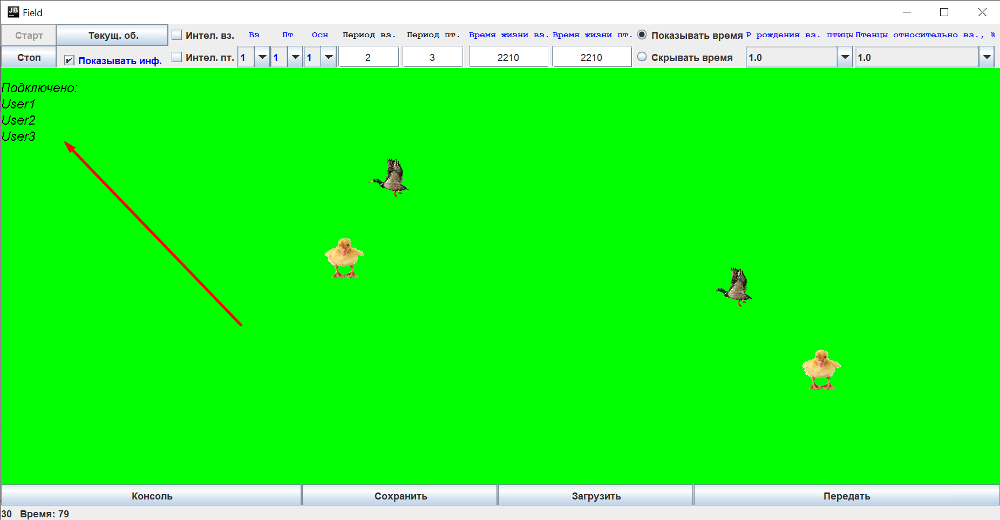 JB Field
Старт Текущ. об. Интел. вз. Вз Пт Осн Период вз. Период пт. Время жизни вз. Время жизни пт. Показывать время Р рождения вз. птицы Птенцы относительно вз., %
Стоп Показывать инф. Интел. пт. 1 1 1 2 3 2210 2210 Скрывать время 1.0 1.0
Подключено:
User1
User2
User3
Консоль Сохранить Загрузить Передать
30 Время: 79